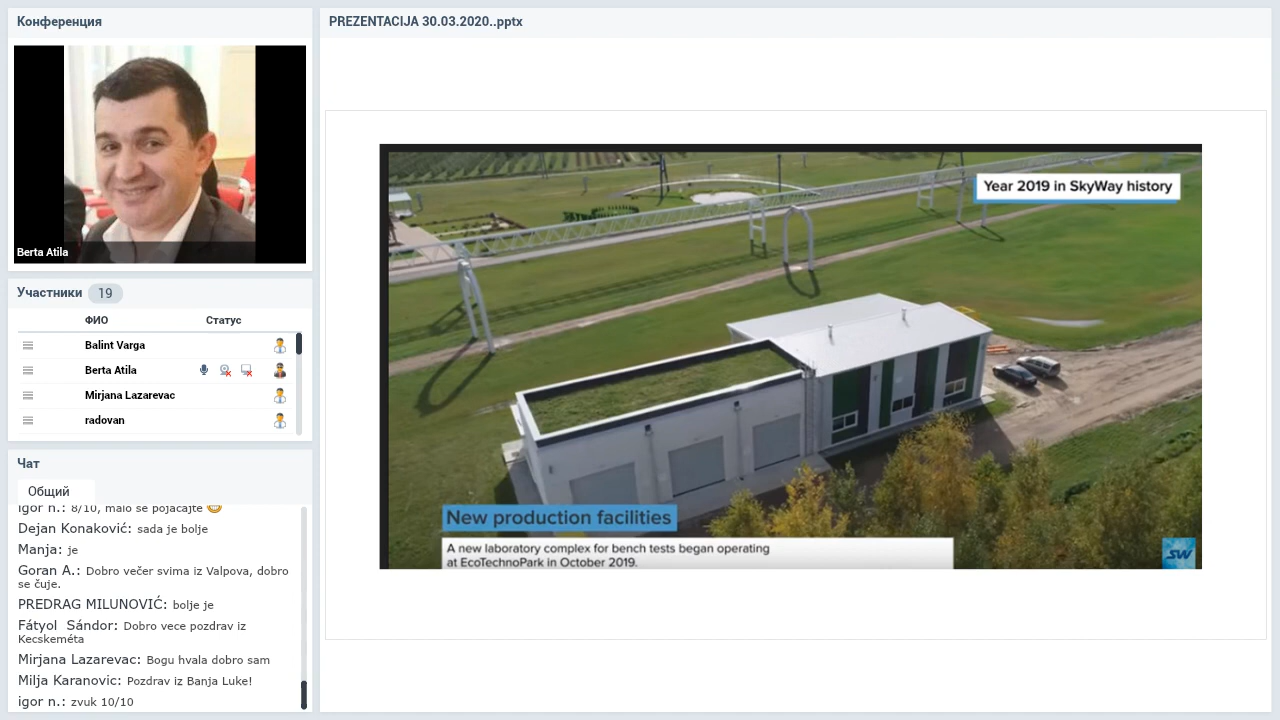 Конференция
Berta Atila
Участники 19
ФИО Статус
Balint Varga
Berta Atila
Mirjana Lazarevac
radovan
Чат
Общий
igor n.: 8/10, malo se pojačajte
Dejan Konaković: sada je bolje
Manja: je
Goran A.: Dobro večer svima iz Valpova, dobro
se čuje.
PREDRAG MILUNOVIĆ: bolje je
Fátyol Sándor: Dobro vece pozdrav iz
Kecskeméta
Mirjana Lazarevac: Bogu hvala dobro sam
Milja Karanovic: Pozdrav iz Banja Luke!
igor n.: zvuk 10/10
PREZENTACIJA 30.03.2020..pptx
Year 2019 in SkyWay history
New production facilities
A new laboratory complex for bench tests began operating
at EcoTechnoPark in October 2019.
SW